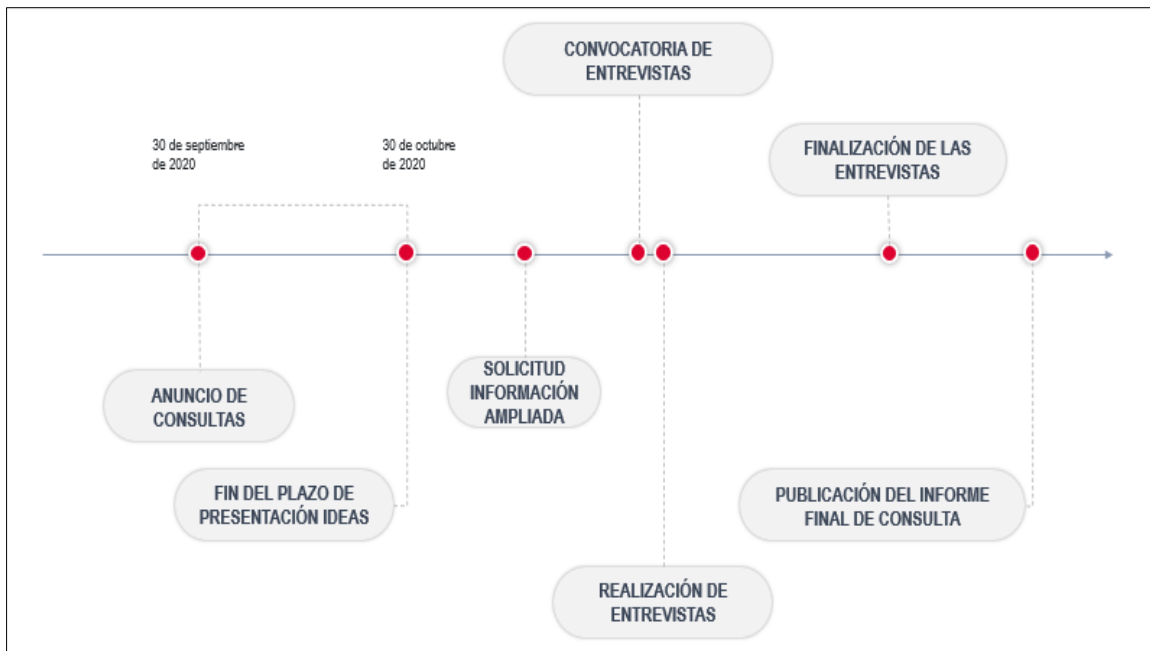 CONVOCATORIA DE
ENTREVISTAS
30 de septiembre
de 2020
30 de octubre
de 2020
FINALIZACIÓN DE LAS
ENTREVISTAS
SOLICITUD
INFORMACIÓN
AMPLIADA
ANUNCIO DE
CONSULTAS
FIN DEL PLAZO DE
PRESENTACIÓN IDEAS
PUBLICACIÓN DEL INFORME
FINAL DE CONSULTA
REALIZACIÓN DE
ENTREVISTAS